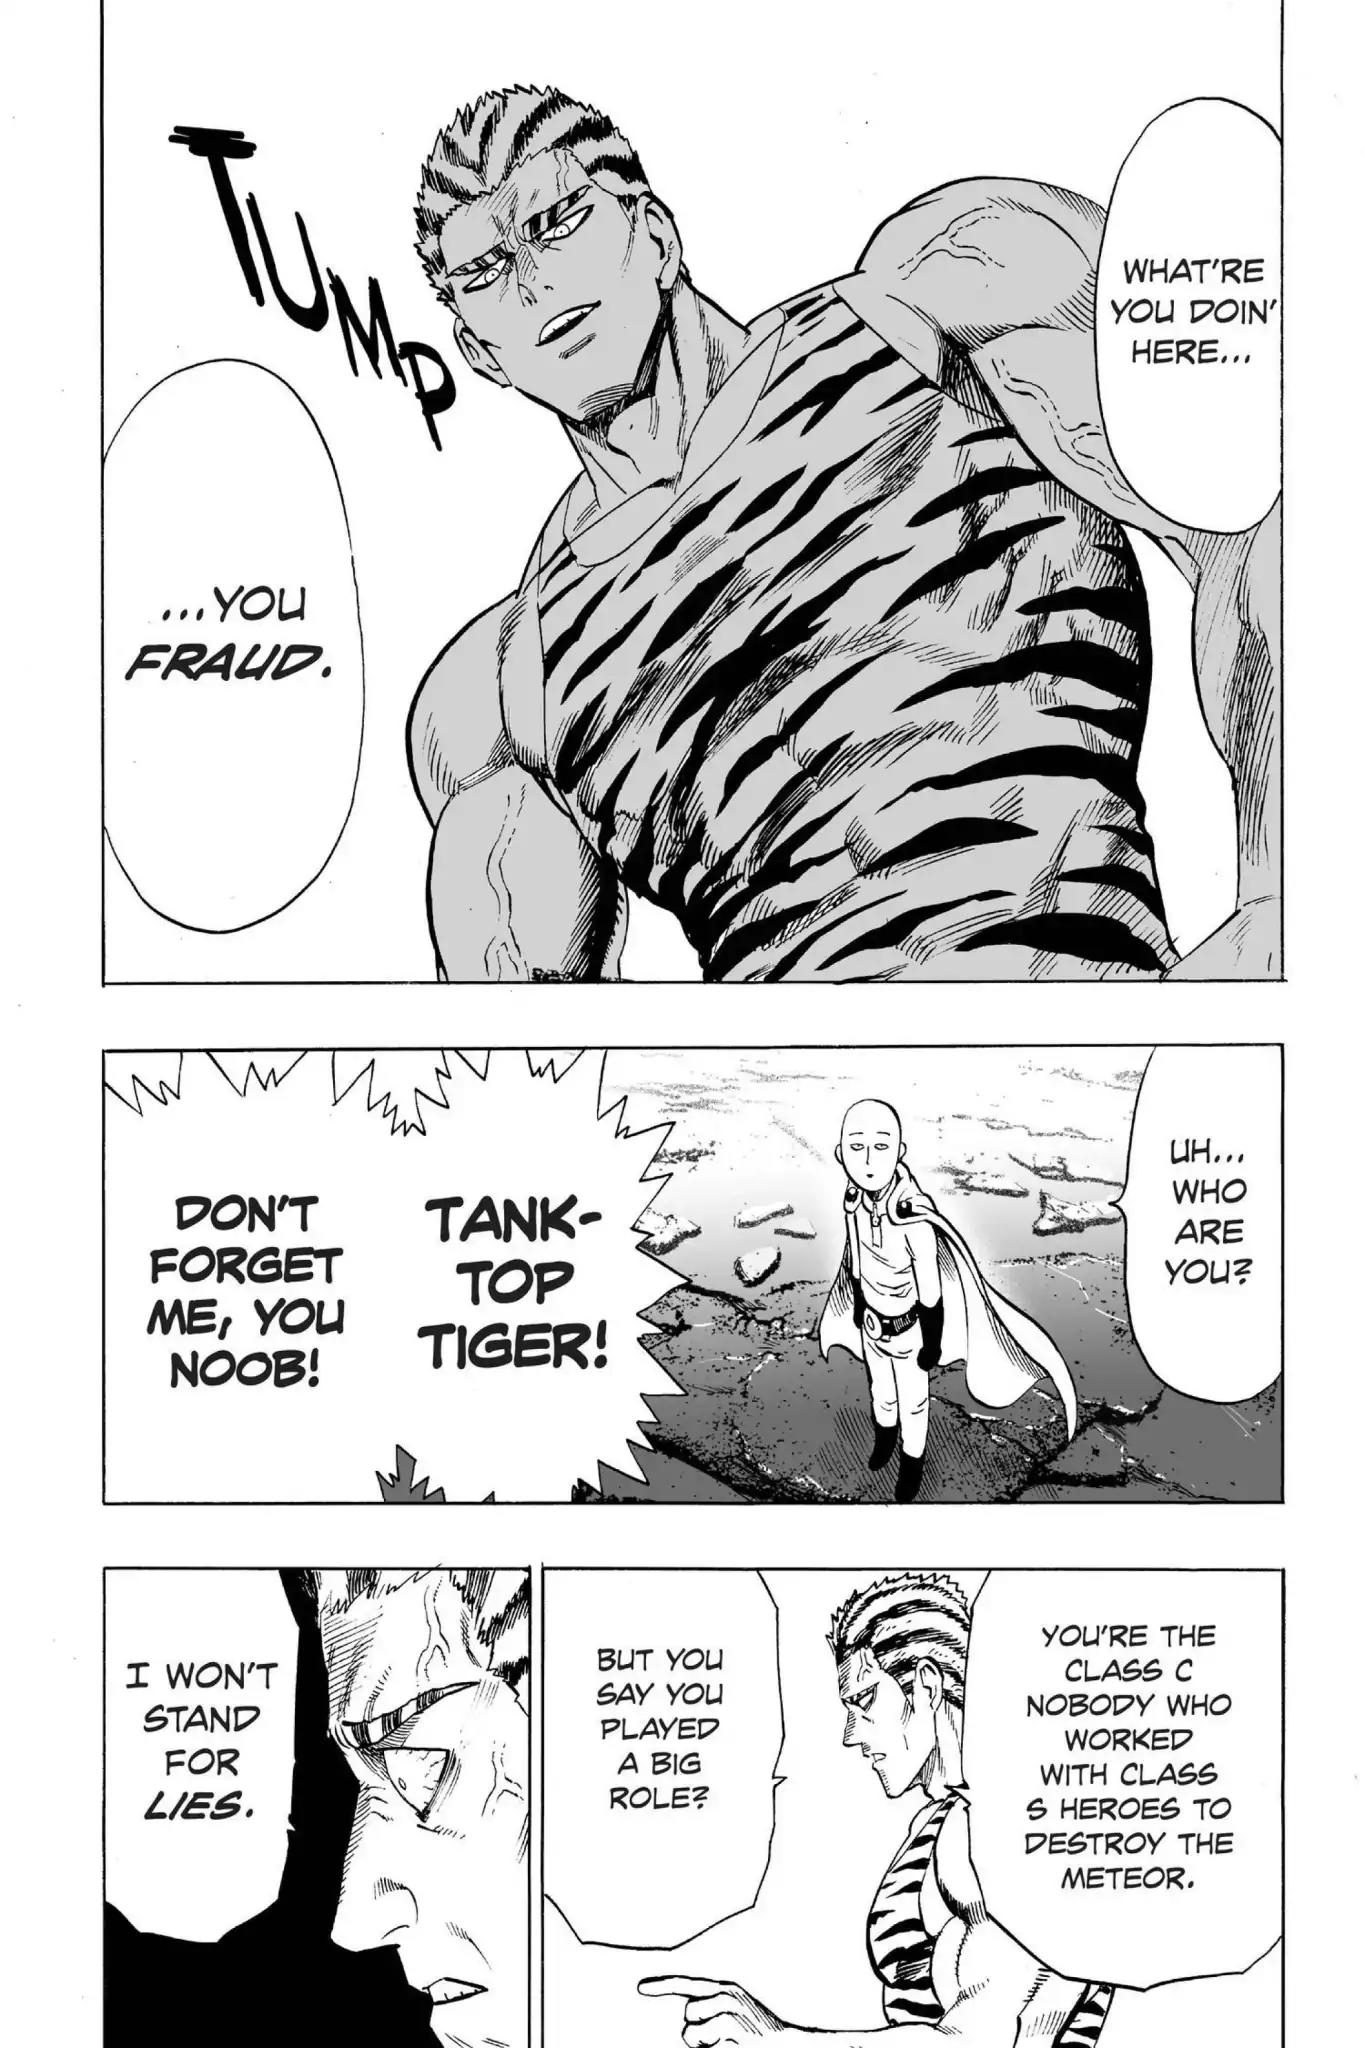 WHAT'RE
YOU DOIN'
HERE...
TUMP
...YOU
FRAUD.
UH...
WHO
ARE
YOU?
TANK-
TOP
TIGER!
DON'T
FORGET
ME, YOU
NOOB!
YOU'RE THE
CLASS C
NOBODY WHO
WORKED
WITH CLASS
S HEROES TO
DESTROY THE
METEOR.
BUT YOU
SAY YOU
PLAYED
A BIG
ROLE?
I WON'T
STAND
FOR
LIES.